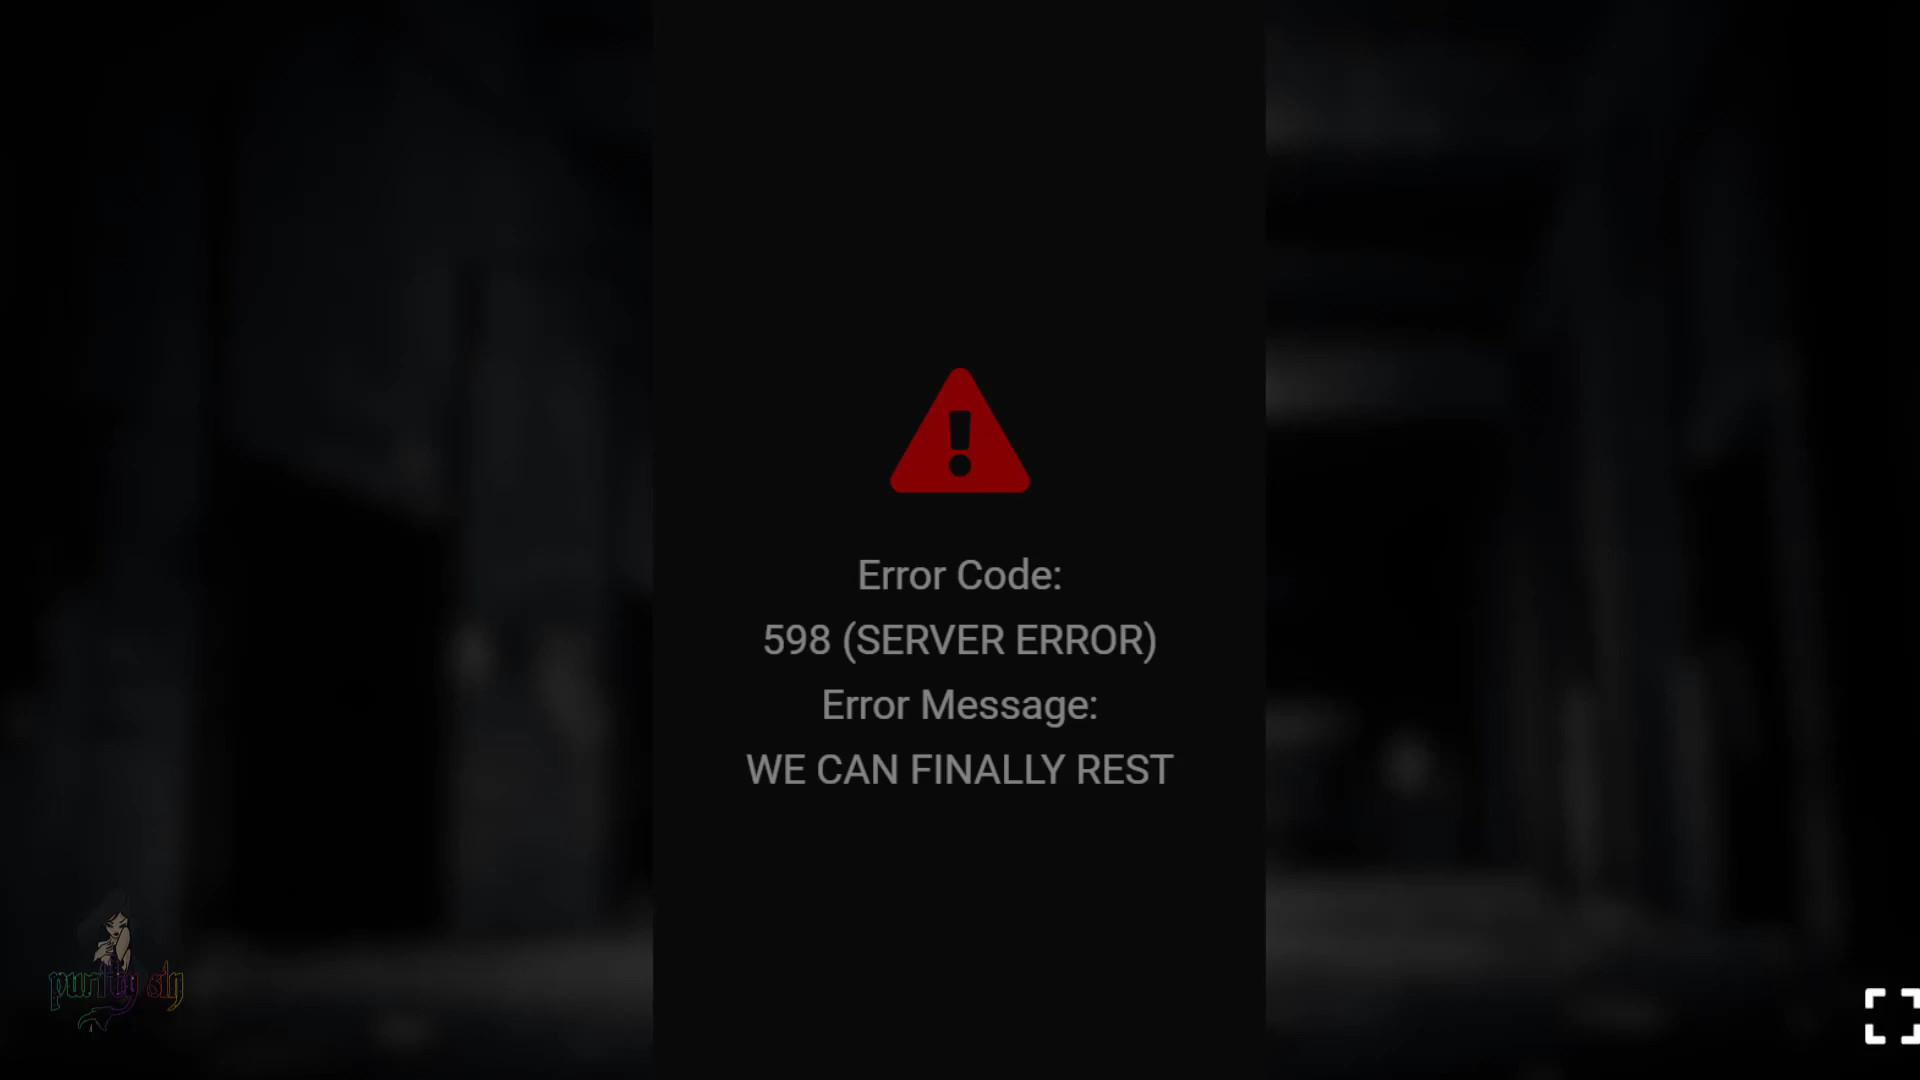 Error Code:
598 (SERVER ERROR)
Error Message:
WE CAN FINALLY REST